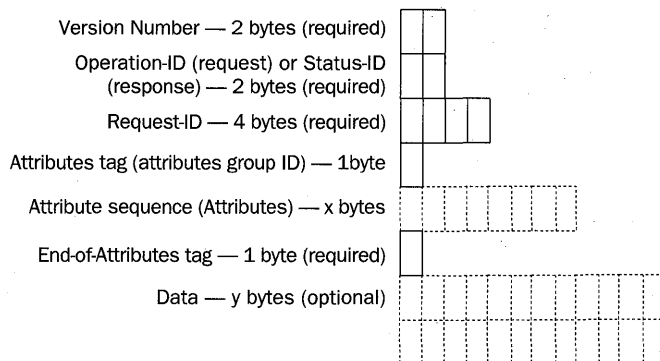 Version Number — 2 bytes (required)
Operation-ID (request) or Status-ID
(response) — 2 bytes (required)
Request-ID — 4 bytes (required)
Attributes tag (attributes group ID) — 1byte
Attribute sequence (Attributes) — x bytes
End-of-Attributes tag — 1 byte (required)
Data — y bytes (optional)